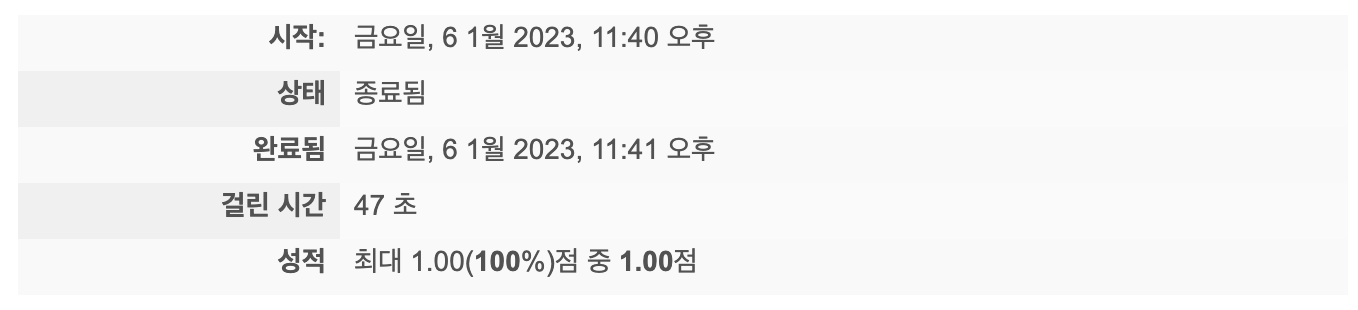 시작: 금요일, 6 1월 2023, 11:40 오후
상태 종료됨
완료됨 금요일, 6 1월 2023, 11:41 오후
걸린 시간 47 초
성적 최대 1.00(100%)점 중 1.00점